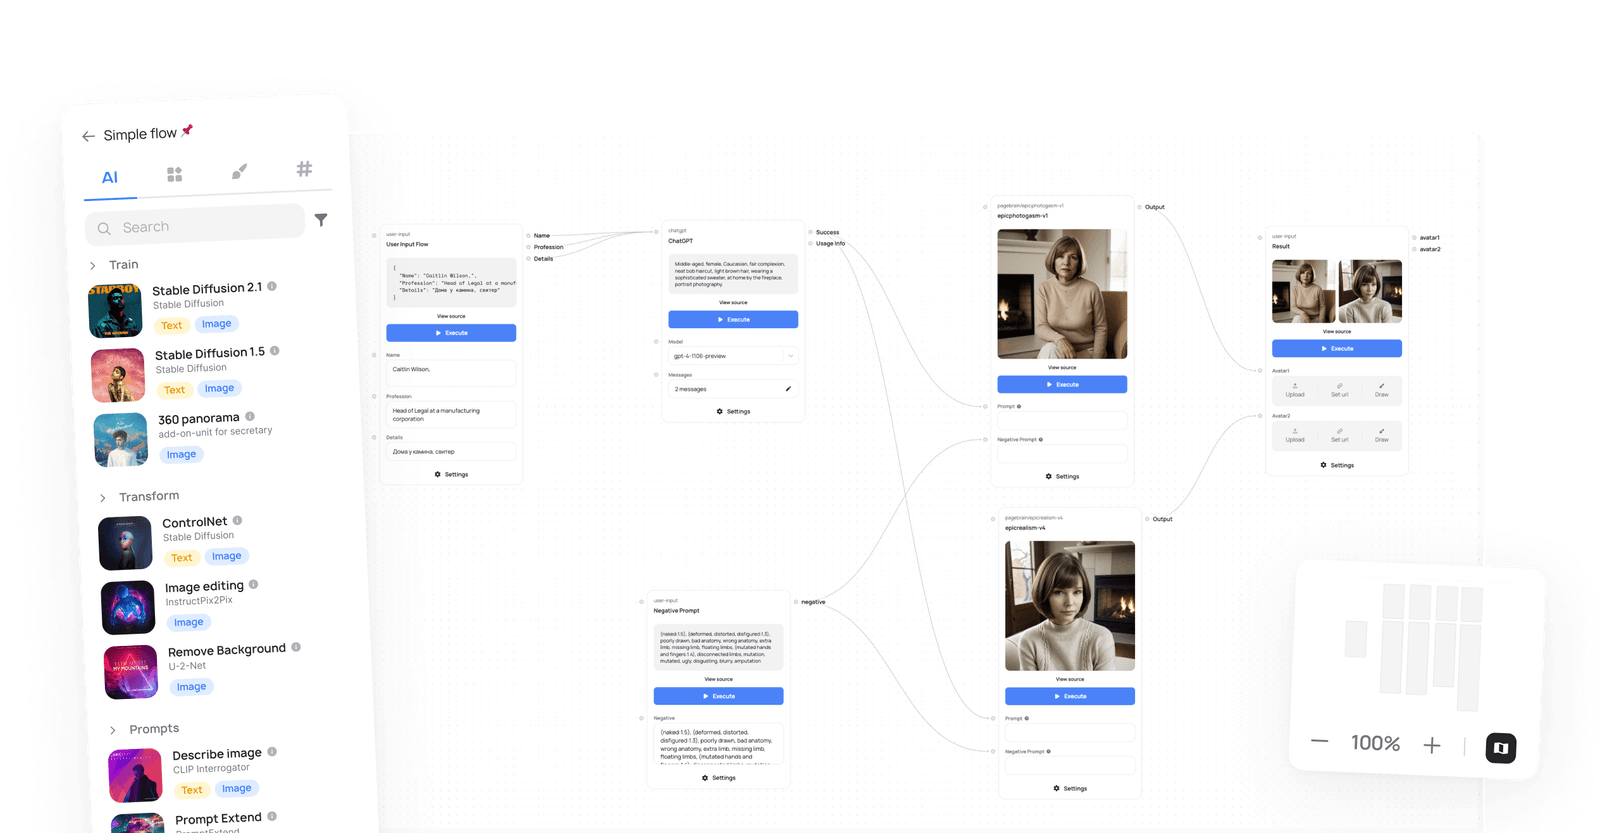 Simple flow
AI
Search
Train
Stable Diffusion 2.1
Stable Diffusion
Text Image
Stable Diffusion 1.5
Stable Diffusion
Text Image
360 panorama
add-on-unit for secretary
Image
Transform
ControlNet
Stable Diffusion
Text Image
Image editing
InstructPix2Pix
Image
Remove Background
U-2-Net
Image
Prompts
Describe image
CLIP Interrogator
Text Image
Prompt Extend
PromptExtend
user-input
User Input Flow
{
"Name": "Caitlin Wilson,",
"Profession": "Head of Legal at a manuf
"Details": "Дома у камина, свитер"
}
View source
Execute
Name
Caitlin Wilson,
Profession
Head of Legal at a manufacturing
corporation
Details
Дома у камина, свитер
Settings
Name
Profession
Details
chatgpt
ChatGPT
Middle-aged, female, Caucasian, fair complexion,
neat bob haircut, light brown hair, wearing a
sophisticated sweater, at home by the fireplace,
portrait photography.
View source
Execute
Model
gpt-4-1106-preview
Messages
2 messages
Settings
Success
Usage Info
user-input
Negative Prompt
(naked 1.5), (deformed, distorted, disfigured 1.3),
poorly drawn, bad anatomy, wrong anatomy, extra
limb, missing limb, floating limbs, (mutated hands
and fingers 1.4), disconnected limbs, mutation,
mutated, ugly, disgusting, blurry, amputation
View source
Execute
Negative
(naked 1.5), (deformed, distorted,
disfigured 1.3), poorly drawn, bad anatomy,
wrong anatomy, extra limb, missing limb,
floating limbs, (mutated hands and
Settings
negative
pagebrain/epicphotogasm-v1
epicphotogasm-v1
View source
Execute
Prompt
Negative Prompt
Settings
Output
pagebrain/epicrealism-v4
epicrealism-v4
View source
Execute
Prompt
Negative Prompt
Settings
Output
user-input
Result
View source
Execute
Avatar1
Upload Set url Draw
Avatar2
Upload Set url Draw
Settings
avatar1
avatar2
100%